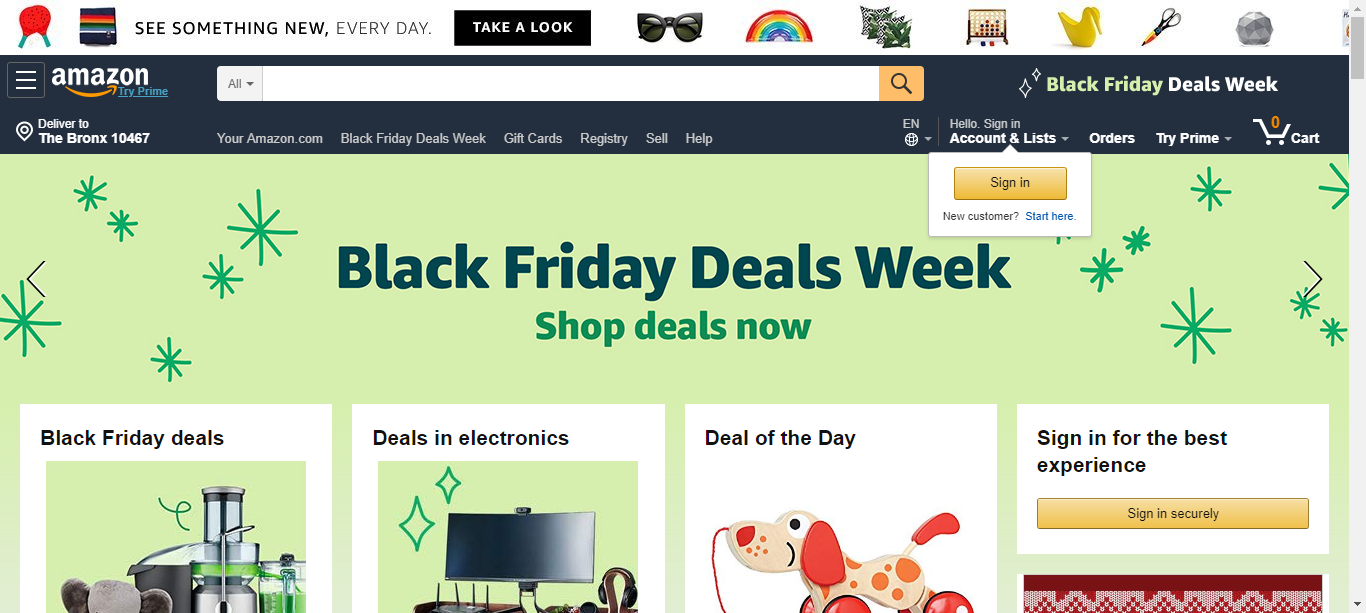 SEE SOMETHING NEW, EVERY DAY.
TAKE A LOOK
amazon
Try Prime
All
Black Friday Deals Week
Deliver to
The Bronx 10467
Your Amazon.com
Black Friday Deals Week
Gift Cards
Registry
Sell
Help
EN
Hello. Sign in
Account & Lists
Orders
Try Prime
0
Cart
Sign in
New customer? Start here.
Black Friday Deals Week
Shop deals now
Black Friday deals
Deals in electronics
Deal of the Day
Sign in for the best
experience
Sign in securely